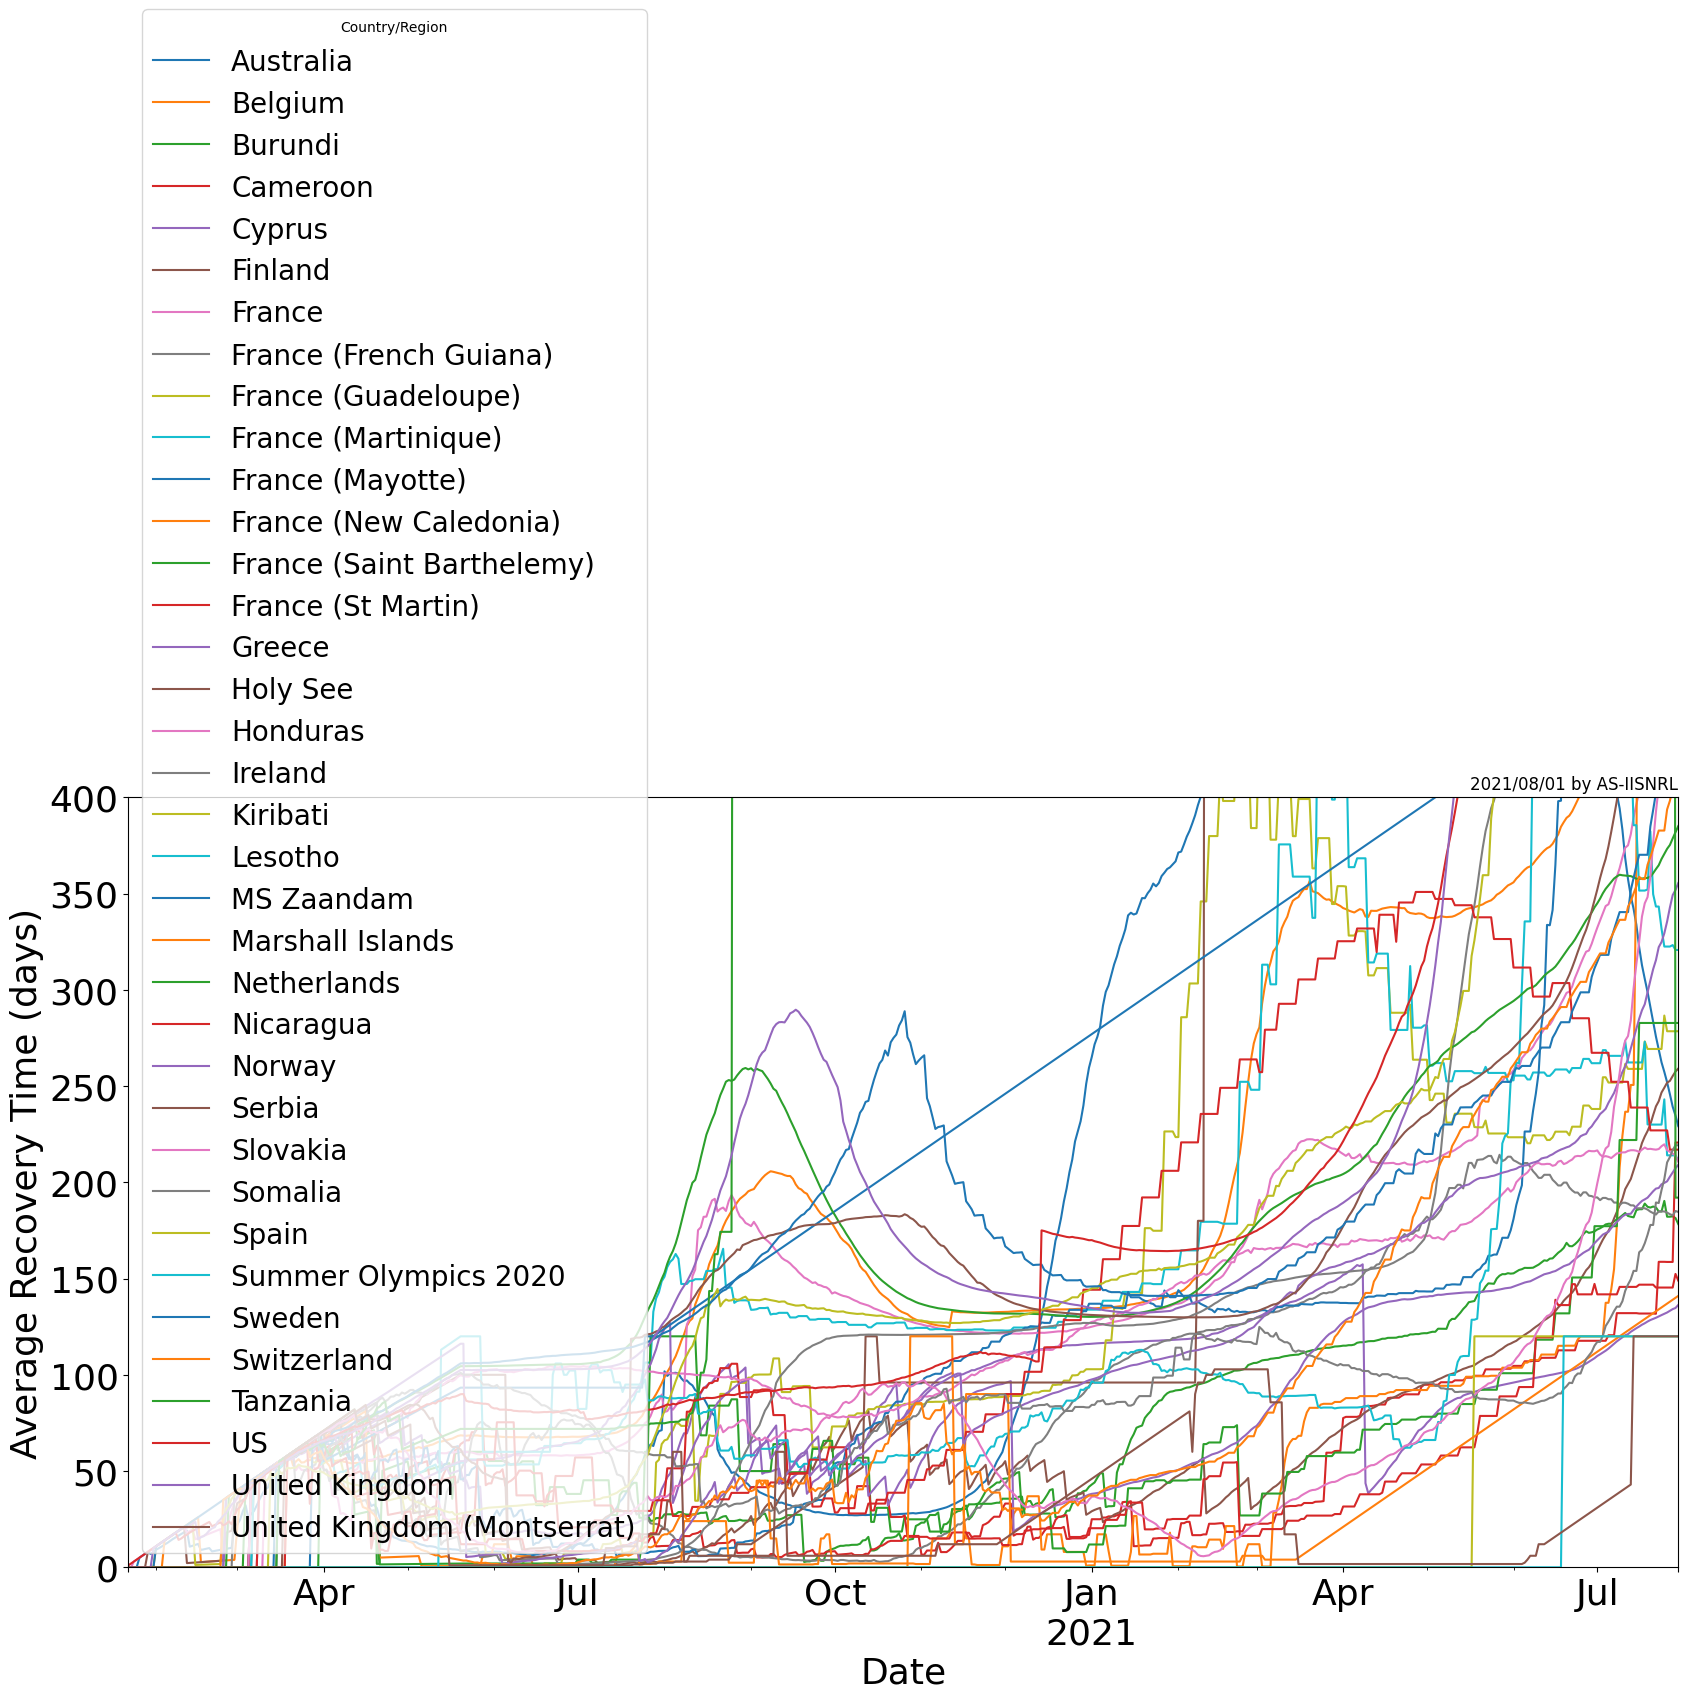 Country/Region
Australia
Belgium
Burundi
Cameroon
Cyprus
Finland
France
France (French Guiana)
France (Guadeloupe)
France (Martinique)
France (Mayotte)
France (New Caledonia)
France (Saint Barthelemy)
France (St Martin)
Greece
Holy See
Honduras
Ireland
Kiribati
Lesotho
MS Zaandam
Marshall Islands
Netherlands
Nicaragua
Norway
Serbia
Slovakia
Somalia
Spain
Summer Olympics 2020
Sweden
Switzerland
Tanzania
US
United Kingdom
United Kingdom (Montserrat)
2021/08/01 by AS-IISNRL
Average Recovery Time (days)
400
350
300
250
200
150
100
50
0
Apr
Jul
Oct
Jan
2021
Apr
Jul
Date